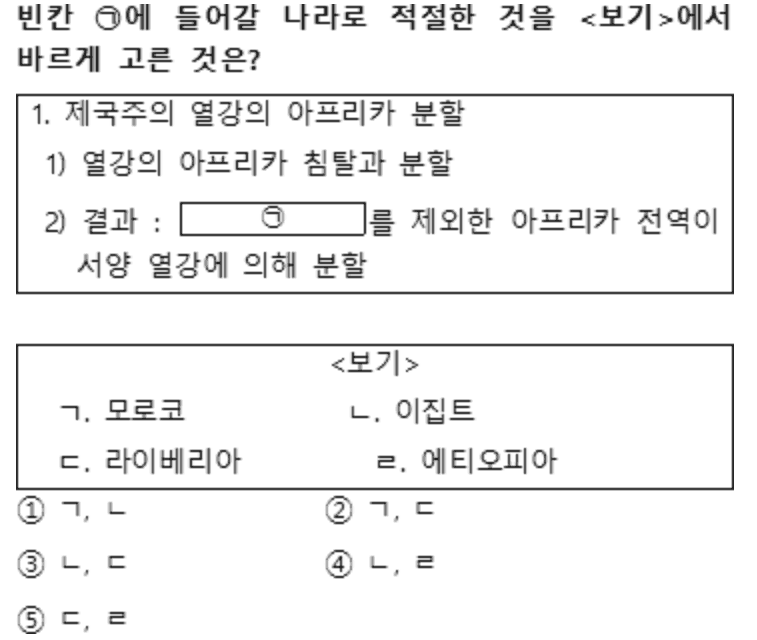 빈칸 ㉠에 들어갈 나라로 적절한 것을 <보기>에서
바르게 고른 것은?
1. 제국주의 열강의 아프리카 분할
1) 열강의 아프리카 침탈과 분할
2) 결과 : ㉠를 제외한 아프리카 전역이
서양 열강에 의해 분할
<보기>
ㄱ. 모로코 ㄴ. 이집트
ㄷ. 라이베리아 ㄹ. 에티오피아
① ㄱ, ㄴ ② ㄱ, ㄷ
③ ㄴ, ㄷ ④ ㄴ, ㄹ
⑤ ㄷ, ㄹ